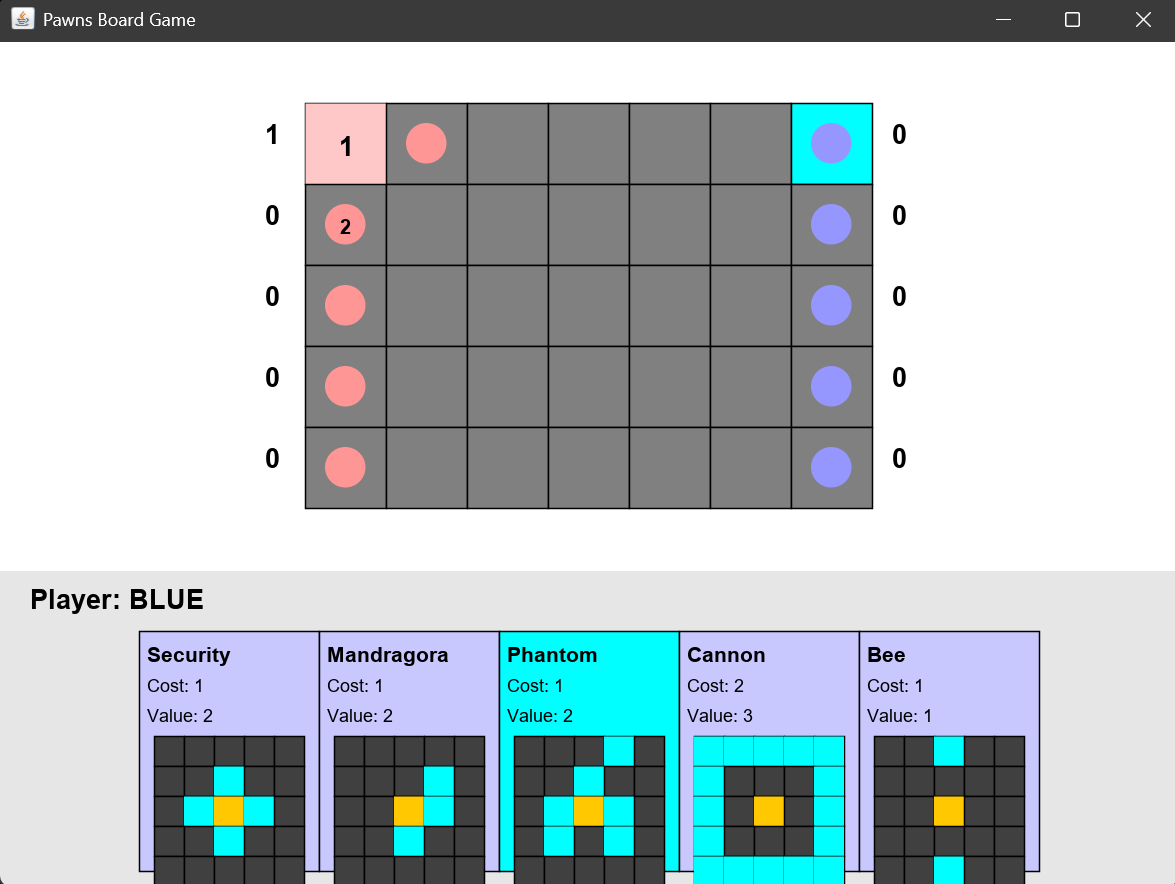 Pawns Board Game
1 1 0
0 2 0
0 0
0 0
0 0
Player: BLUE
Security Mandragora Phantom Cannon Bee
Cost: 1 Cost: 1 Cost: 1 Cost: 2 Cost: 1
Value: 2 Value: 2 Value: 2 Value: 3 Value: 1